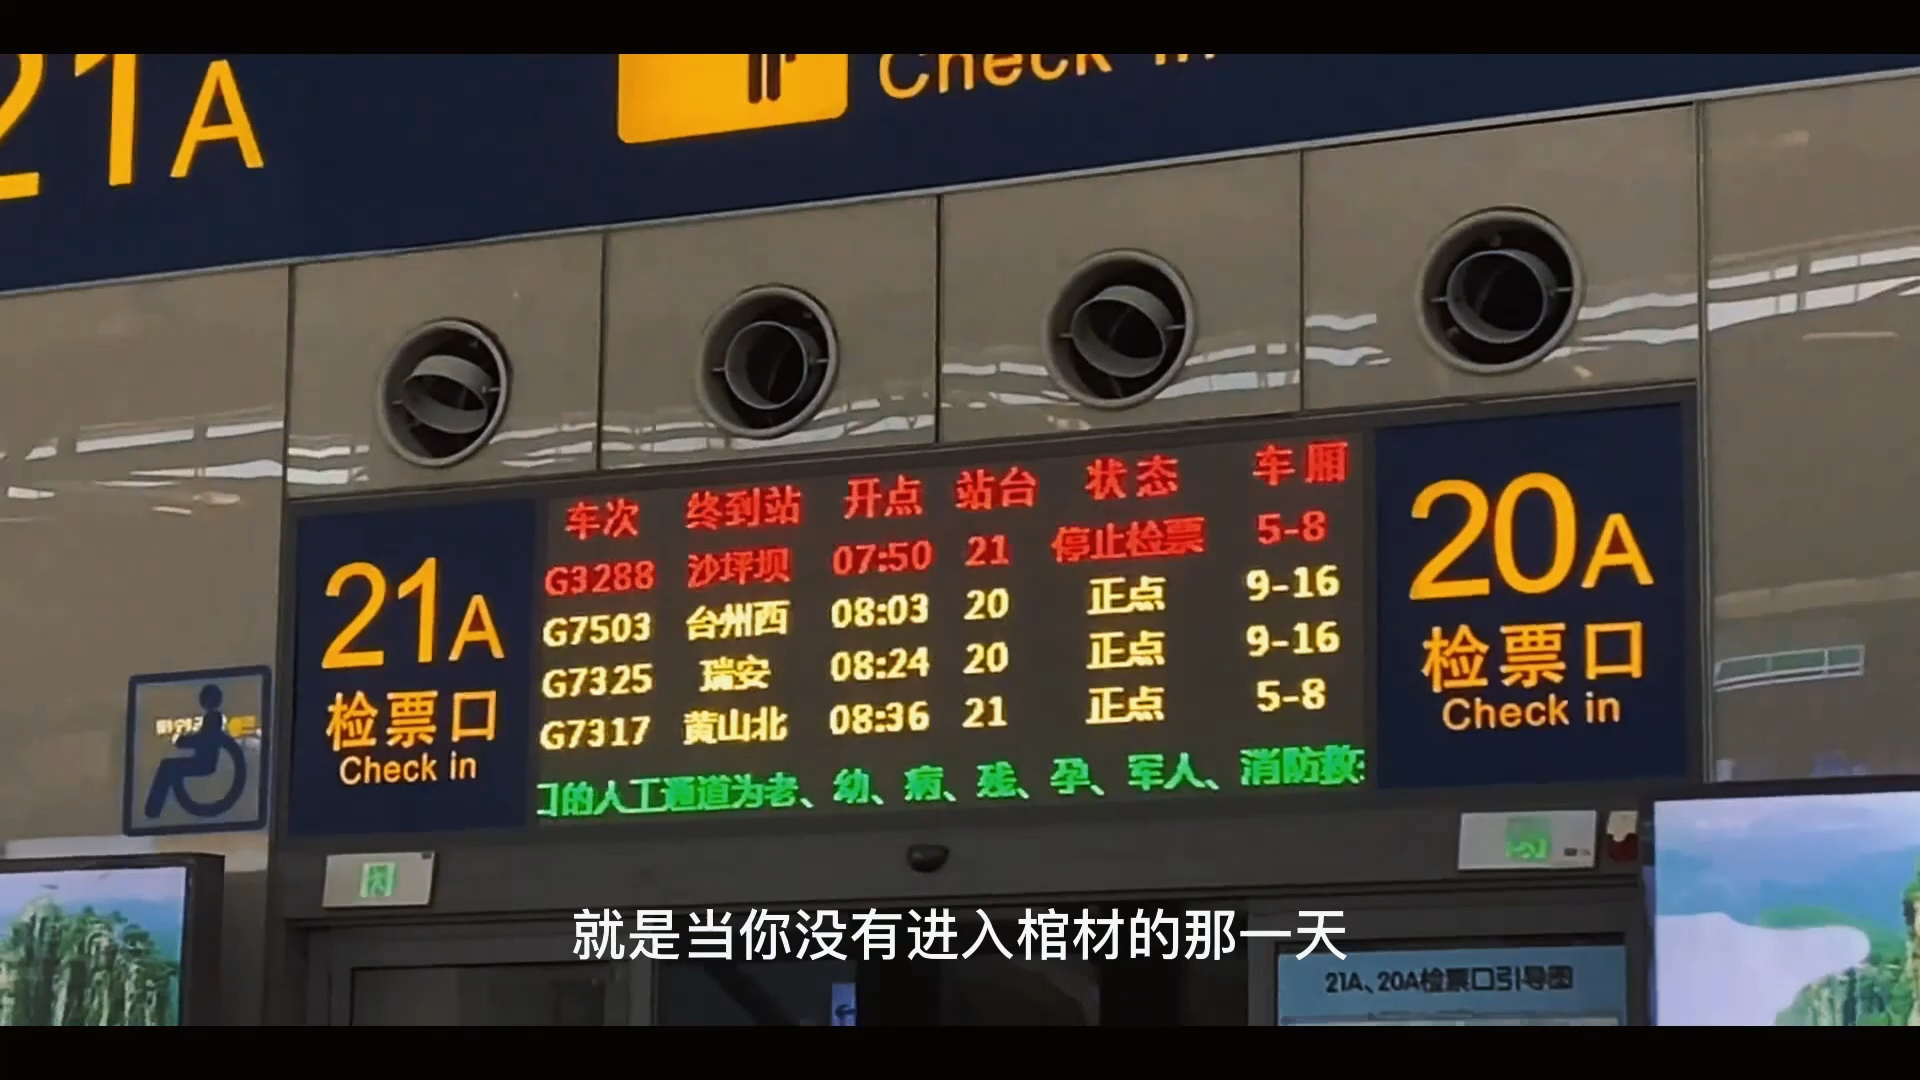 21A
Check in
车次 终到站 开点 站台 状态 车厢
G3288 沙坪坝 07:50 21 停止检票 5-8
G7503 台州西 08:03 20 正点 9-16
G7325 瑞安 08:24 20 正点 9-16
G7317 黄山北 08:36 21 正点 5-8
口的人工通道为老、幼、病、残、孕、军人、消防救
21A
检票口
Check in
20A
检票口
Check in
就是当你没有进入棺材的那一天
21A、20A检票口引导图